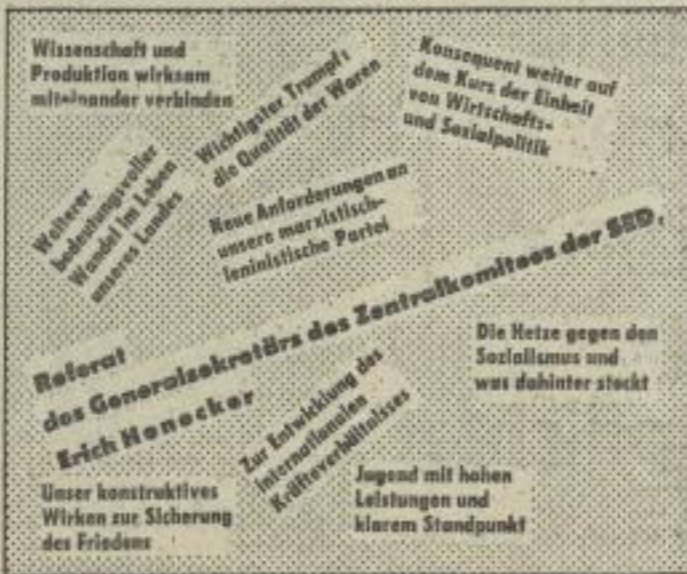 Wissenschaft und
Produktion wirksam
miteinander verbinden
Wichtigster Trumpf:
die Qualität der Waren
Konsequent weiter auf
dem Kurs der Einheit
von Wirtschafts-
und Sozialpolitik
Weiterer
bedeutungsvoller
Wandel im Leben
unseres Landes
Neue Anforderungen an
unsere marxistisch-
leninistische Partei
Referat
des Generalsekretärs des Zentralkomitees der SED,
Erich Honecker
Die Hetze gegen den
Sozialismus und
was dahinter steckt
Zur Entwicklung des
internationalen
Kräfteverhältnisses
Unser konstruktives
Wirken zur Sicherung
des Friedens
Jugend mit hohen
Leistungen und
klarem Standpunkt